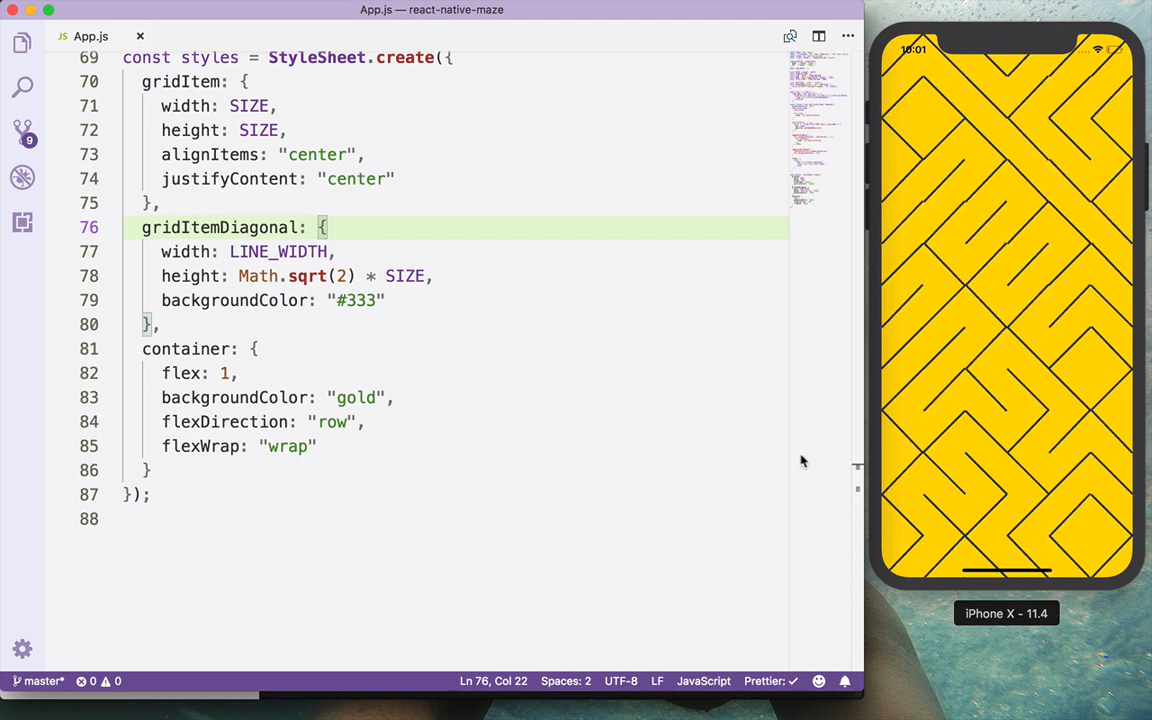 App.js — react-native-maze
JS App.js ×
69 const styles = StyleSheet.create({
70 gridItem: {
71 width: SIZE,
72 height: SIZE,
73 alignItems: "center",
74 justifyContent: "center"
75 },
76 gridItemDiagonal: {
77 width: LINE_WIDTH,
78 height: Math.sqrt(2) * SIZE,
79 backgroundColor: "#333"
80 },
81 container: {
82 flex: 1,
83 backgroundColor: "gold",
84 flexDirection: "row",
85 flexWrap: "wrap"
86 }
87 });
88
9
10:01
iPhone X - 11.4
master* 0 0 Ln 76, Col 22 Spaces: 2 UTF-8 LF JavaScript Prettier: ✓